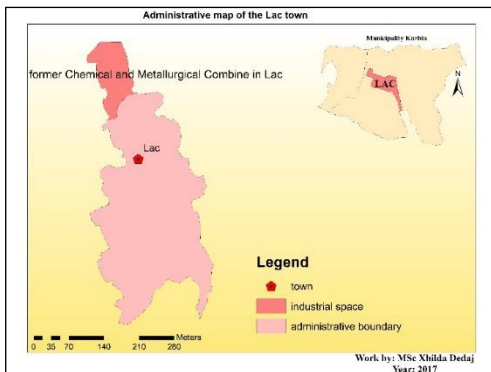 Administrative map of the Lac town
Municipality Kurbin
LAC
N
former Chemical and Metallurgical Combine in Lac
Lac
Legend
town
industrial space
administrative boundary
Meters
0 35 70 140 210 280
Work by: MSc Xhilda Dedaj
Year: 2017